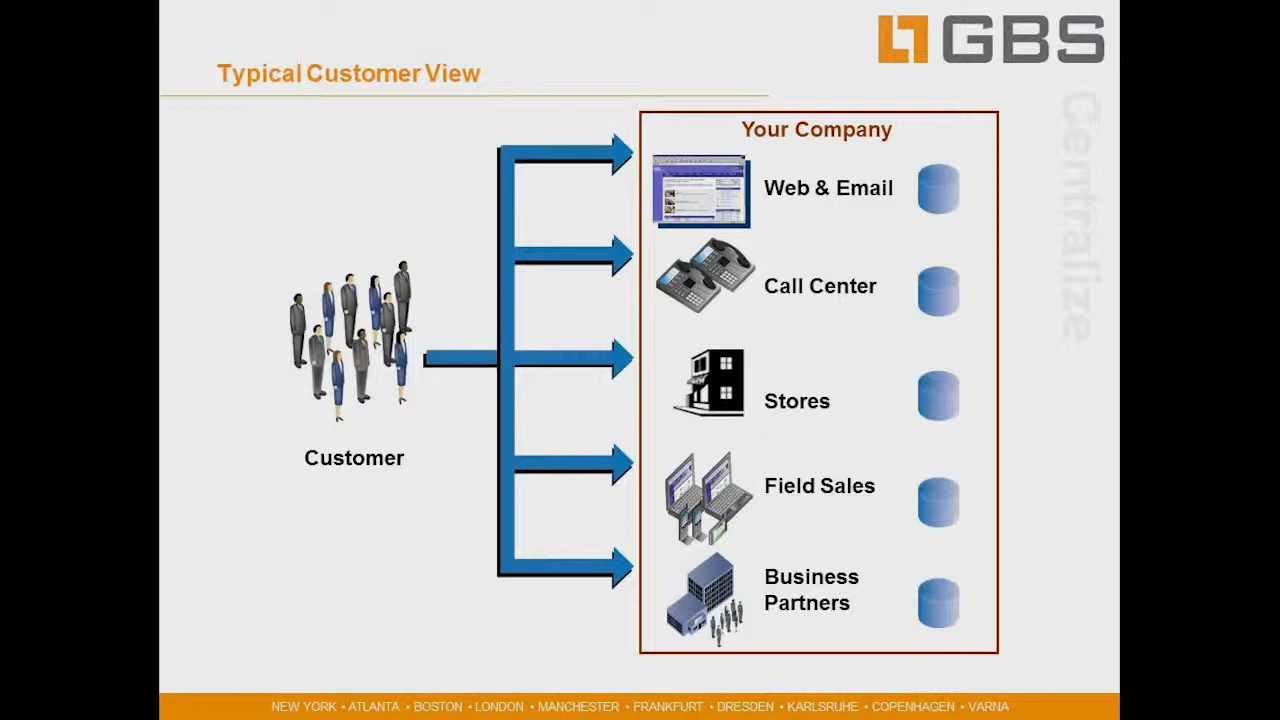 GBS
Typical Customer View
Centralize
Your Company
Web & Email
Call Center
Stores
Customer
Field Sales
Business
Partners
NEW YORK • ATLANTA • BOSTON • LONDON • MANCHESTER • FRANKFURT • DRESDEN • KARLSRUHE • COPENHAGEN • VARNA